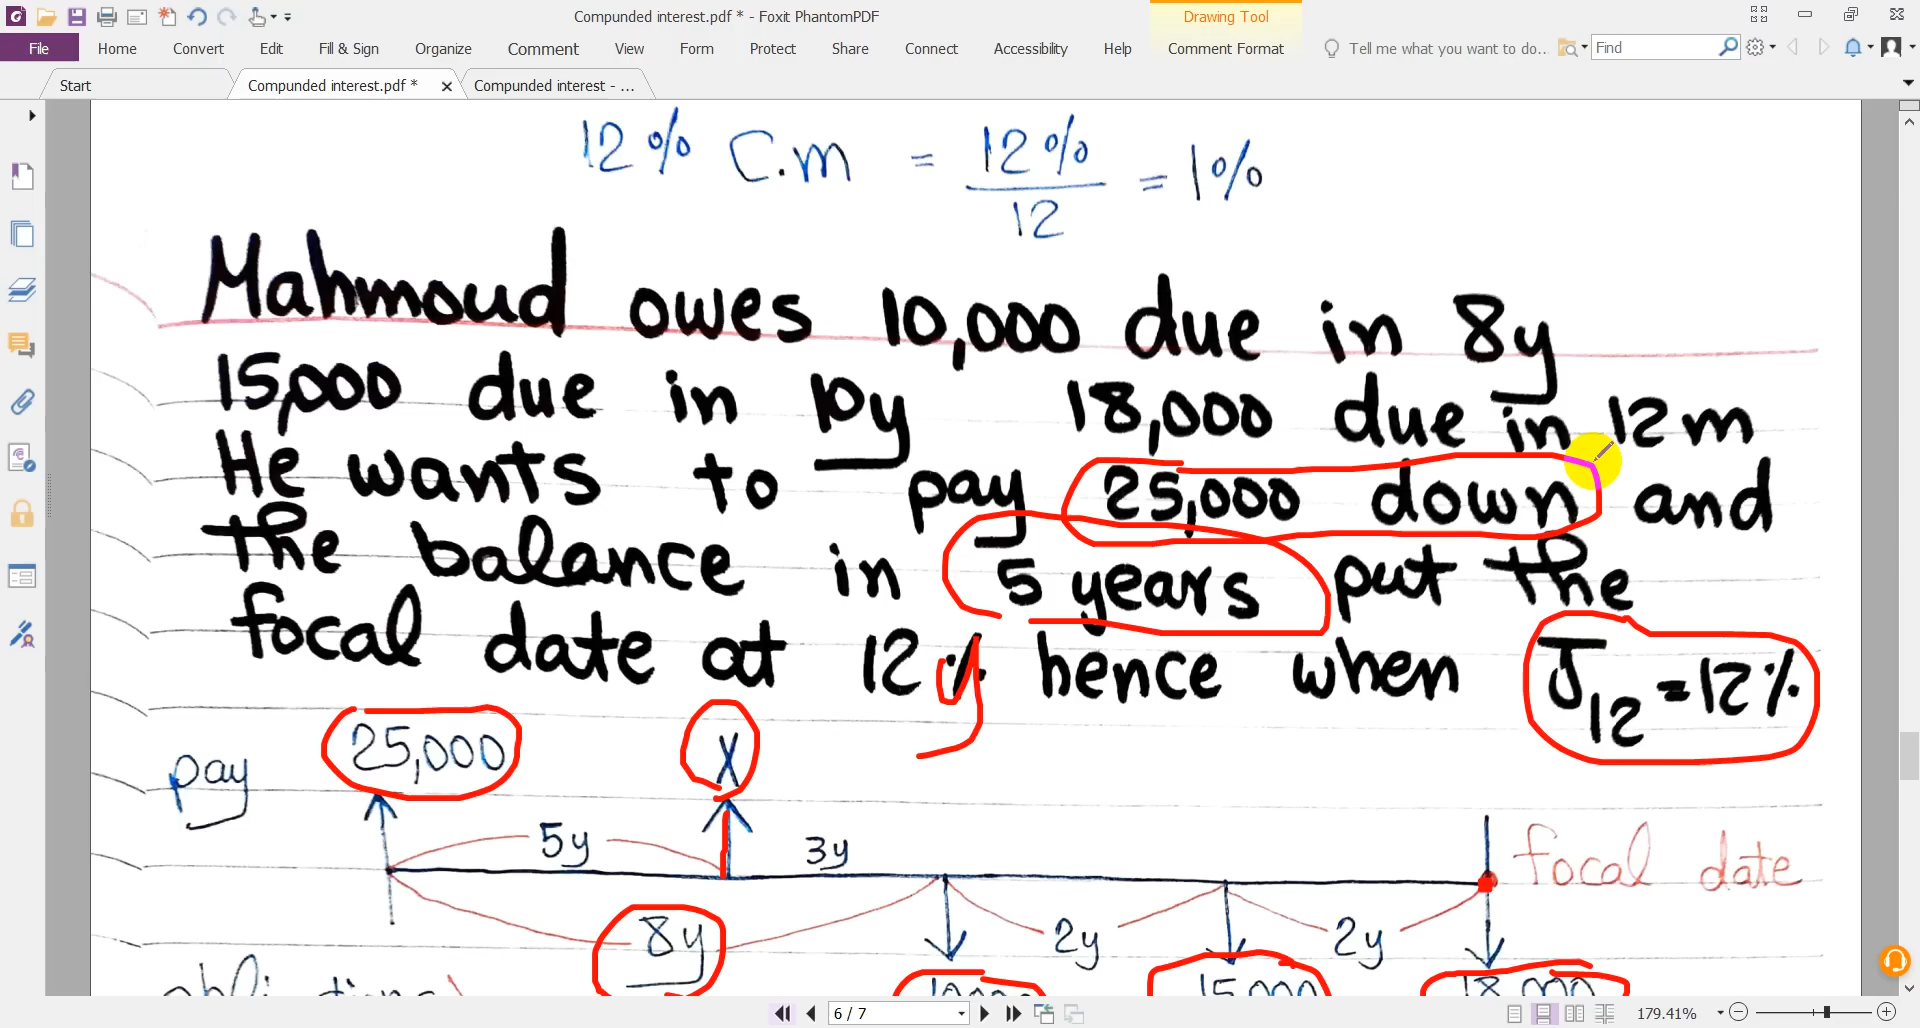 Compunded interest.pdf * - Foxit PhantomPDF
Drawing Tool
File Home Convert Edit Fill & Sign Organize Comment View Form Protect Share Connect Accessibility Help Comment Format Tell me what you want to do... Find
Start Compunded interest.pdf * Compunded interest - ...
12% C.m = 12%/12 = 1%
Mahmoud owes 10,000 due in 8y
15,000 due in 10y 18,000 due in 12m
He wants to pay 25,000 down and
the balance in 5 years put the
focal date at 12% hence when J12 = 12%
pay 25,000 X
5y 3y focal date
8y 2y 2y
15,000 18,000
6 / 7 179.41%